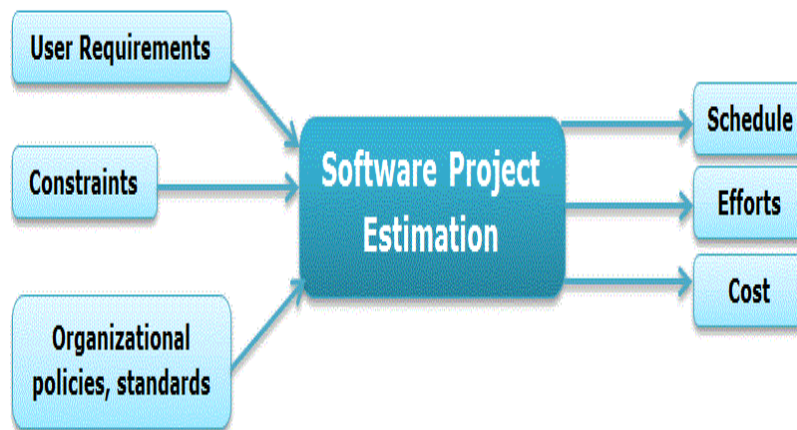 User Requirements
Constraints
Organizational
policies, standards
Software Project
Estimation
Schedule
Efforts
Cost